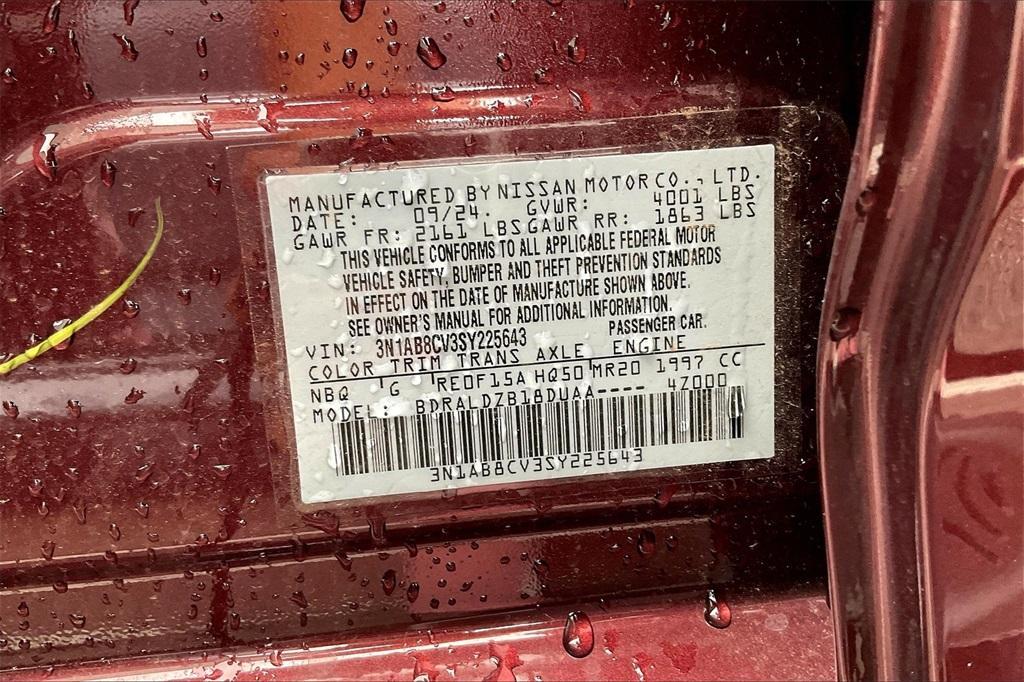 MANUFACTURED BY NISSAN MOTOR CO., LTD.
DATE: 09/24. GVWR: 4001 LBS
GAWR FR: 2161 LBS GAWR RR: 1863 LBS
THIS VEHICLE CONFORMS TO ALL APPLICABLE FEDERAL MOTOR
VEHICLE SAFETY, BUMPER AND THEFT PREVENTION STANDARDS
IN EFFECT ON THE DATE OF MANUFACTURE SHOWN ABOVE.
SEE OWNER'S MANUAL FOR ADDITIONAL INFORMATION.
VIN: 3N1AB8CV3SY225643 PASSENGER CAR.
COLOR TRIM TRANS AXLE ENGINE
NBQ G RE0F15A HQ50 MR20 1997 CC
MODEL: BDRALDZB18DUAA---- 4Z000
3N1AB8CV3SY225643